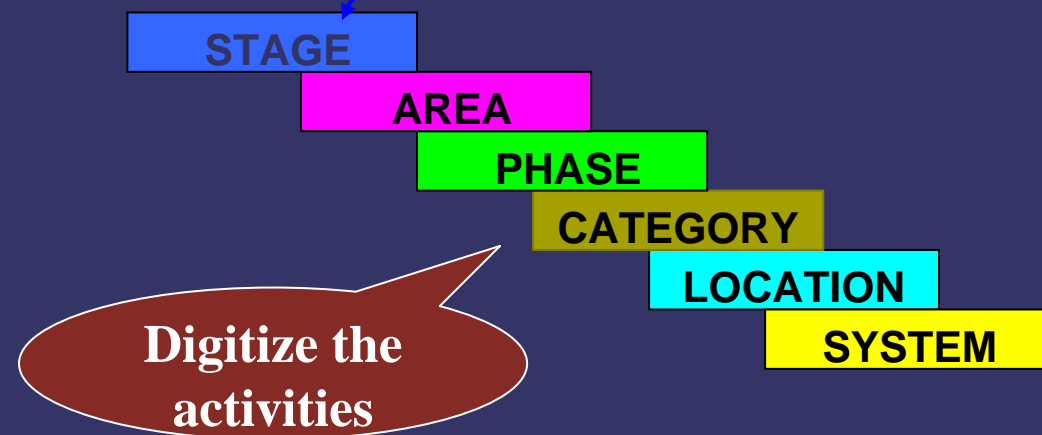 STAGE
AREA
PHASE
CATEGORY
LOCATION
SYSTEM
Digitize the
activities